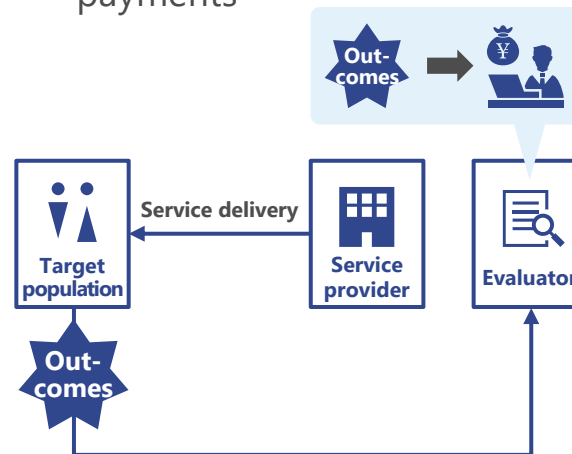 payments
Out-
comes
¥
Service delivery
Target
population
Service
provider
Evaluator
Out-
comes